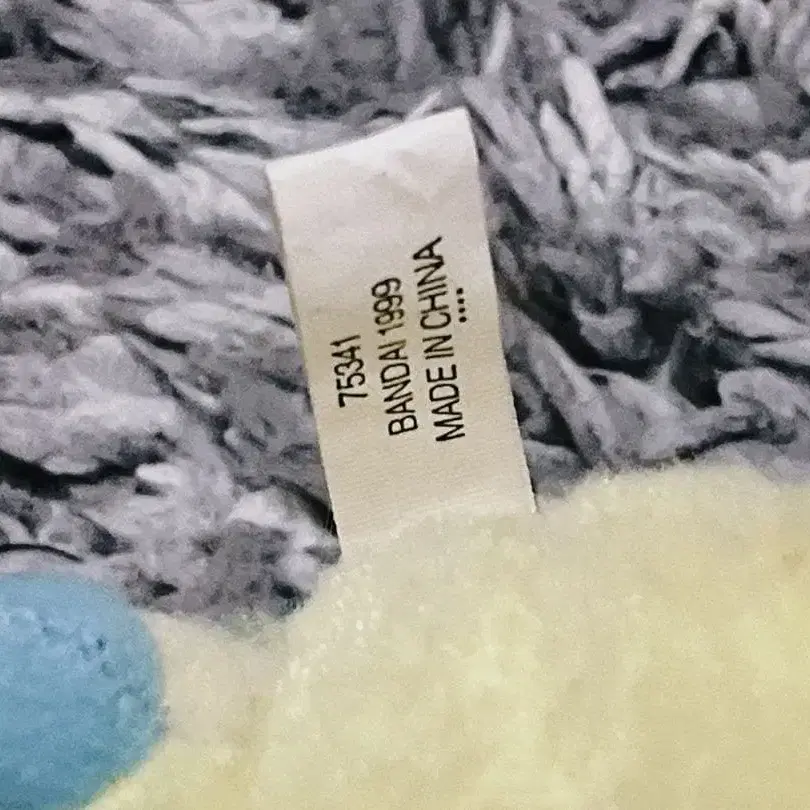 75341
BANDAI 1999
MADE IN CHINA
••••